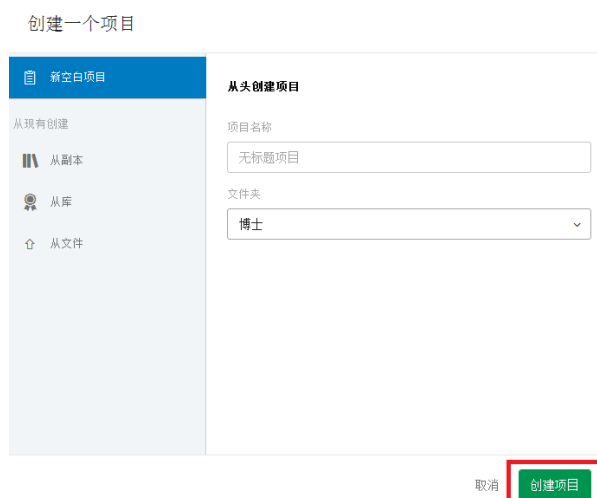 创建一个项目
新空白项目
从现有创建
从副本
从库
从文件
从头创建项目
项目名称
无标题项目
文件夹
博士
取消
创建项目